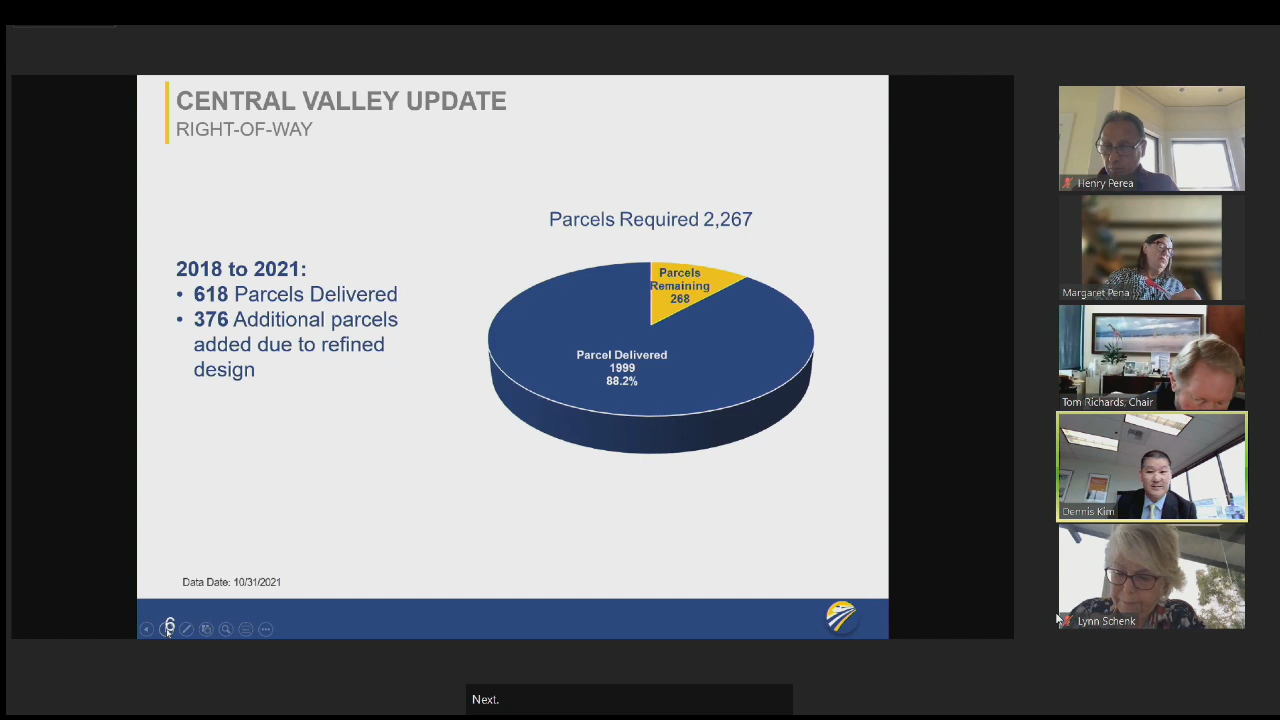 CENTRAL VALLEY UPDATE
RIGHT-OF-WAY
Parcels Required 2,267
2018 to 2021:
• 618 Parcels Delivered
• 376 Additional parcels
added due to refined
design
Parcels
Remaining
268
Parcel Delivered
1999
88.2%
Data Date: 10/31/2021
6
Henry Perea
Margaret Pena
Tom Richards, Chair
Dennis Kim
Lynn Schenk
Next.